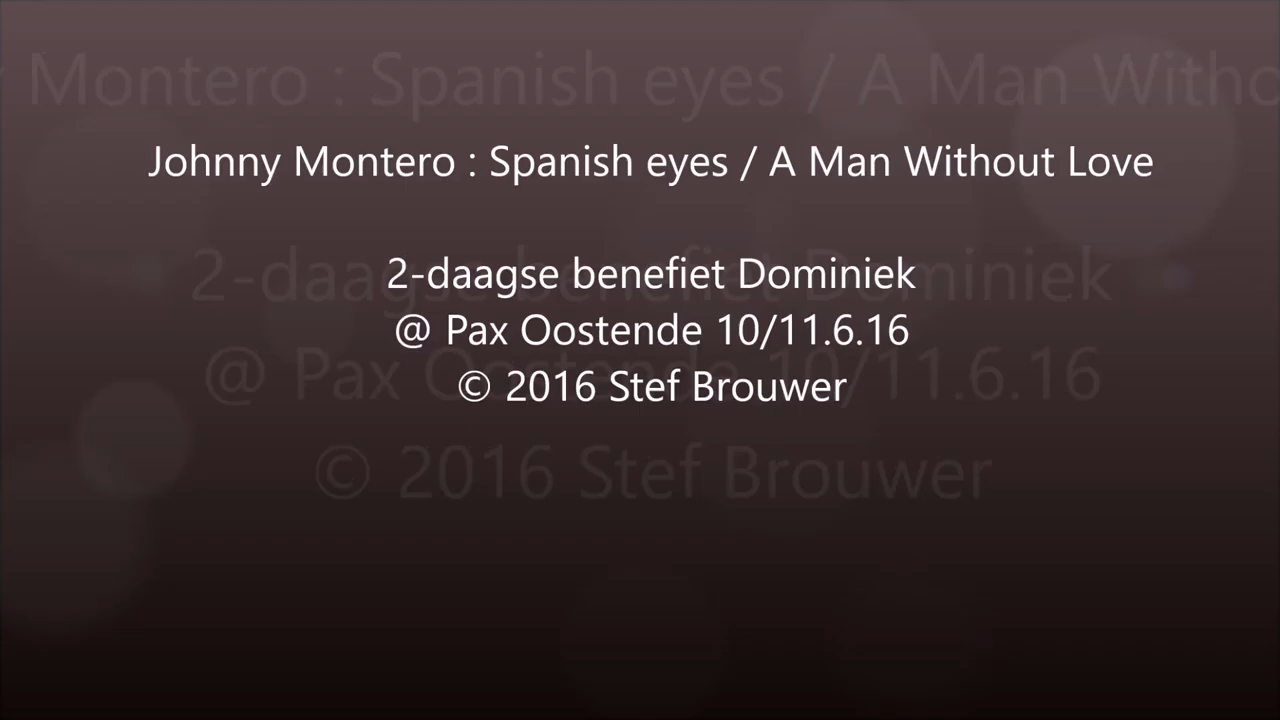 Johnny Montero : Spanish eyes / A Man Without Love
2-daagse benefiet Dominiek
@ Pax Oostende 10/11.6.16
© 2016 Stef Brouwer